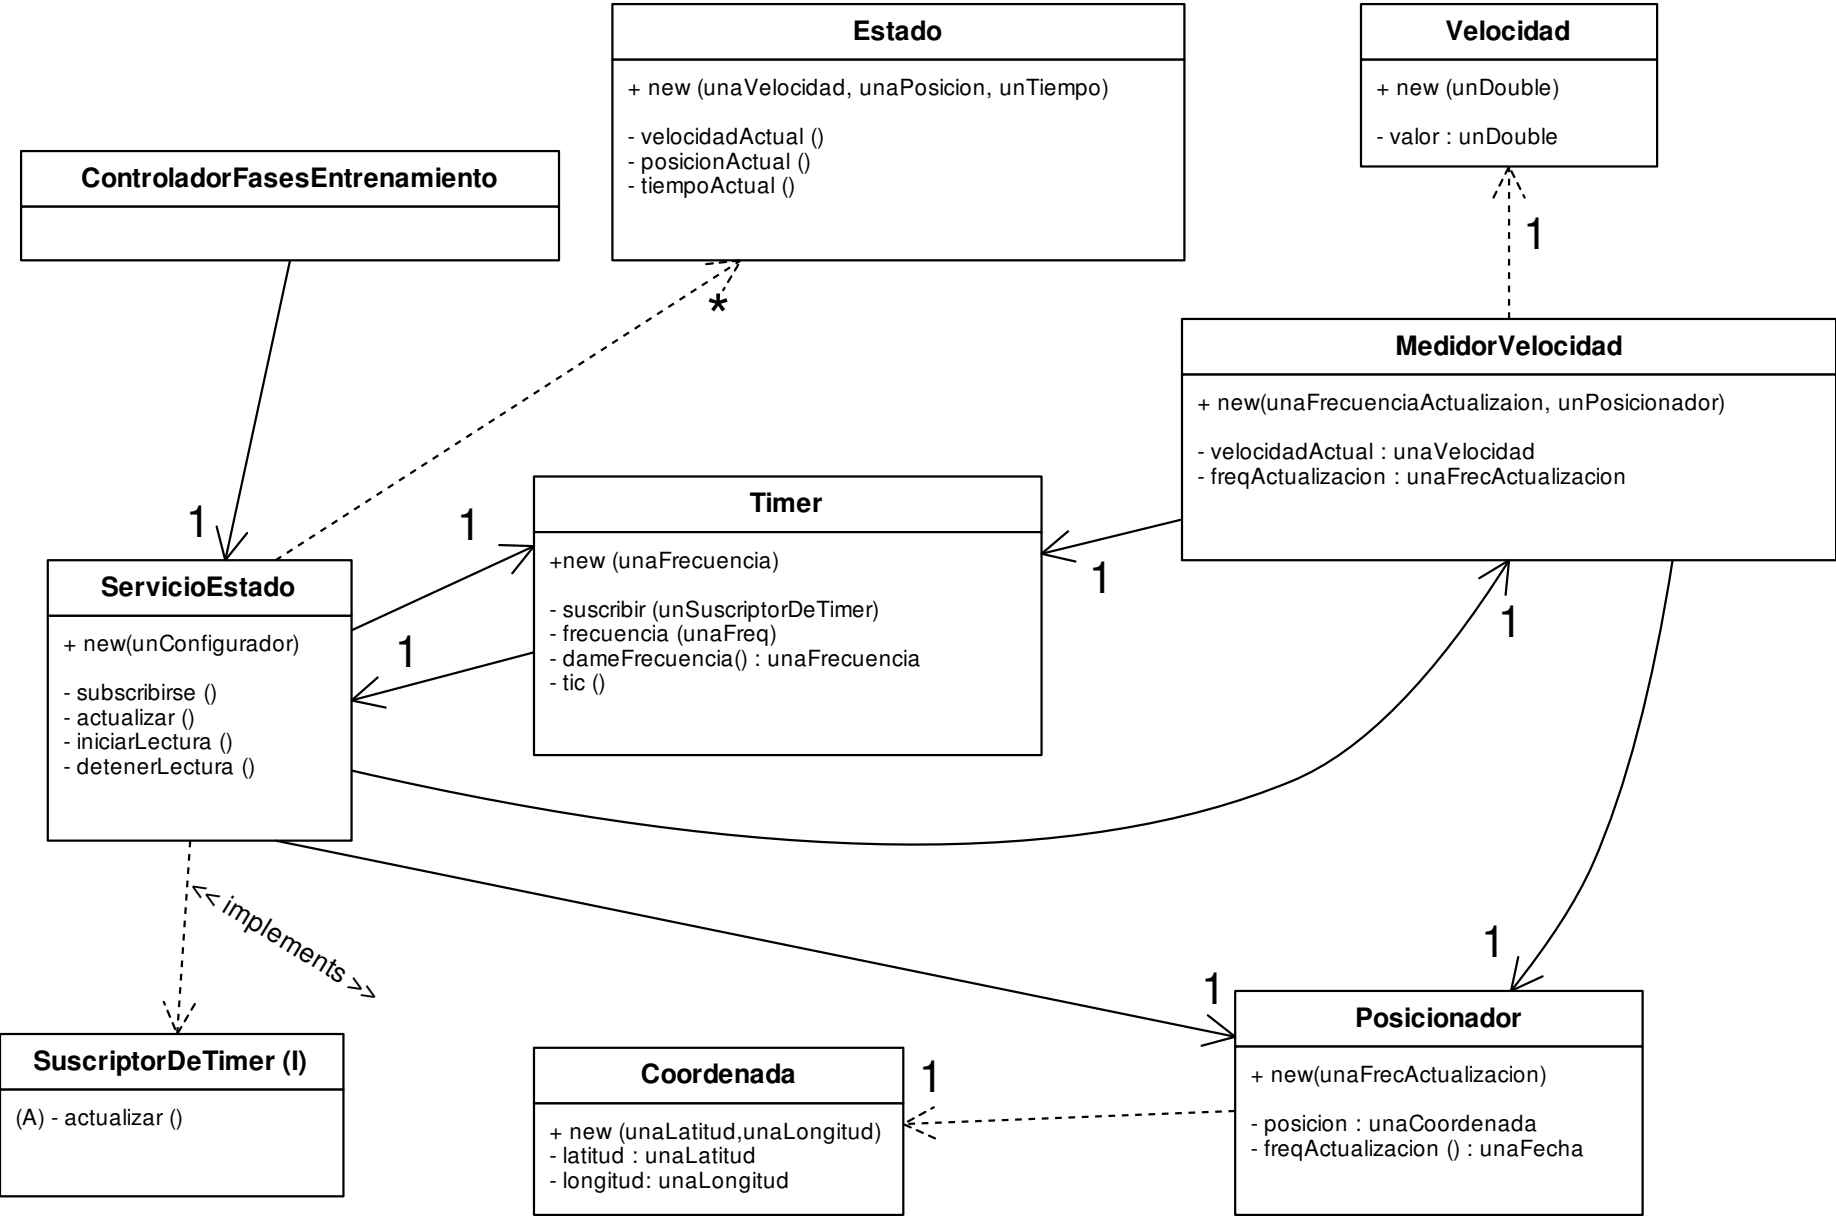 Estado
+ new (unaVelocidad, unaPosicion, unTiempo)
- velocidadActual ()
- posicionActual ()
- tiempoActual ()
*
Velocidad
+ new (unDouble)
- valor : unDouble
1
ControladorFasesEntrenamiento
1
MedidorVelocidad
+ new(unaFrecuenciaActualizaion, unPosicionador)
- velocidadActual : unaVelocidad
- freqActualizacion : unaFrecActualizacion
1
1
Timer
+new (unaFrecuencia)
- suscribir (unSuscriptorDeTimer)
- frecuencia (unaFreq)
- dameFrecuencia() : unaFrecuencia
- tic ()
1
1
ServicioEstado
+ new(unConfigurador)
- subscribirse ()
- actualizar ()
- iniciarLectura ()
- detenerLectura ()
<< implements >>
SuscriptorDeTimer (I)
(A) - actualizar ()
Coordenada
+ new (unaLatitud,unaLongitud)
- latitud : unaLatitud
- longitud: unaLongitud
1
1
1
Posicionador
+ new(unaFrecActualizacion)
- posicion : unaCoordenada
- freqActualizacion () : unaFecha